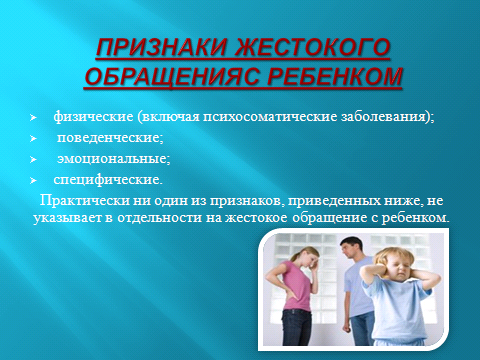 ПРИЗНАКИ ЖЕСТОКОГО
ОБРАЩЕНИЯС РЕБЕНКОМ
физические (включая психосоматические заболевания);
поведенческие;
эмоциональные;
специфические.
Практически ни один из признаков, приведенных ниже, не
указывает в отдельности на жестокое обращение с ребенком.